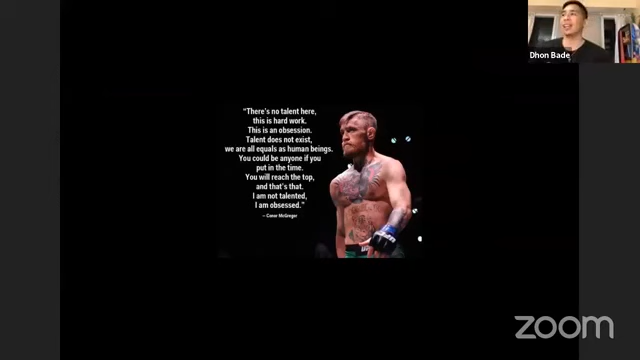 Dhon Bade
"There's no talent here,
this is hard work.
This is an obsession.
Talent does not exist,
we are all equals as human beings.
You could be anyone if you
put in the time.
You will reach the top,
and that's that.
I am not talented,
I am obsessed."
— Conor McGregor
zoom